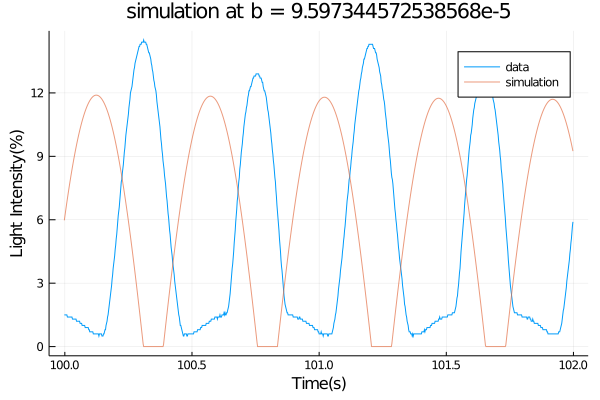 simulation at b = 9.597344572538568e-5
data
simulation
Light Intensity(%)
12
9
6
3
0
100.0 100.5 101.0 101.5 102.0
Time(s)